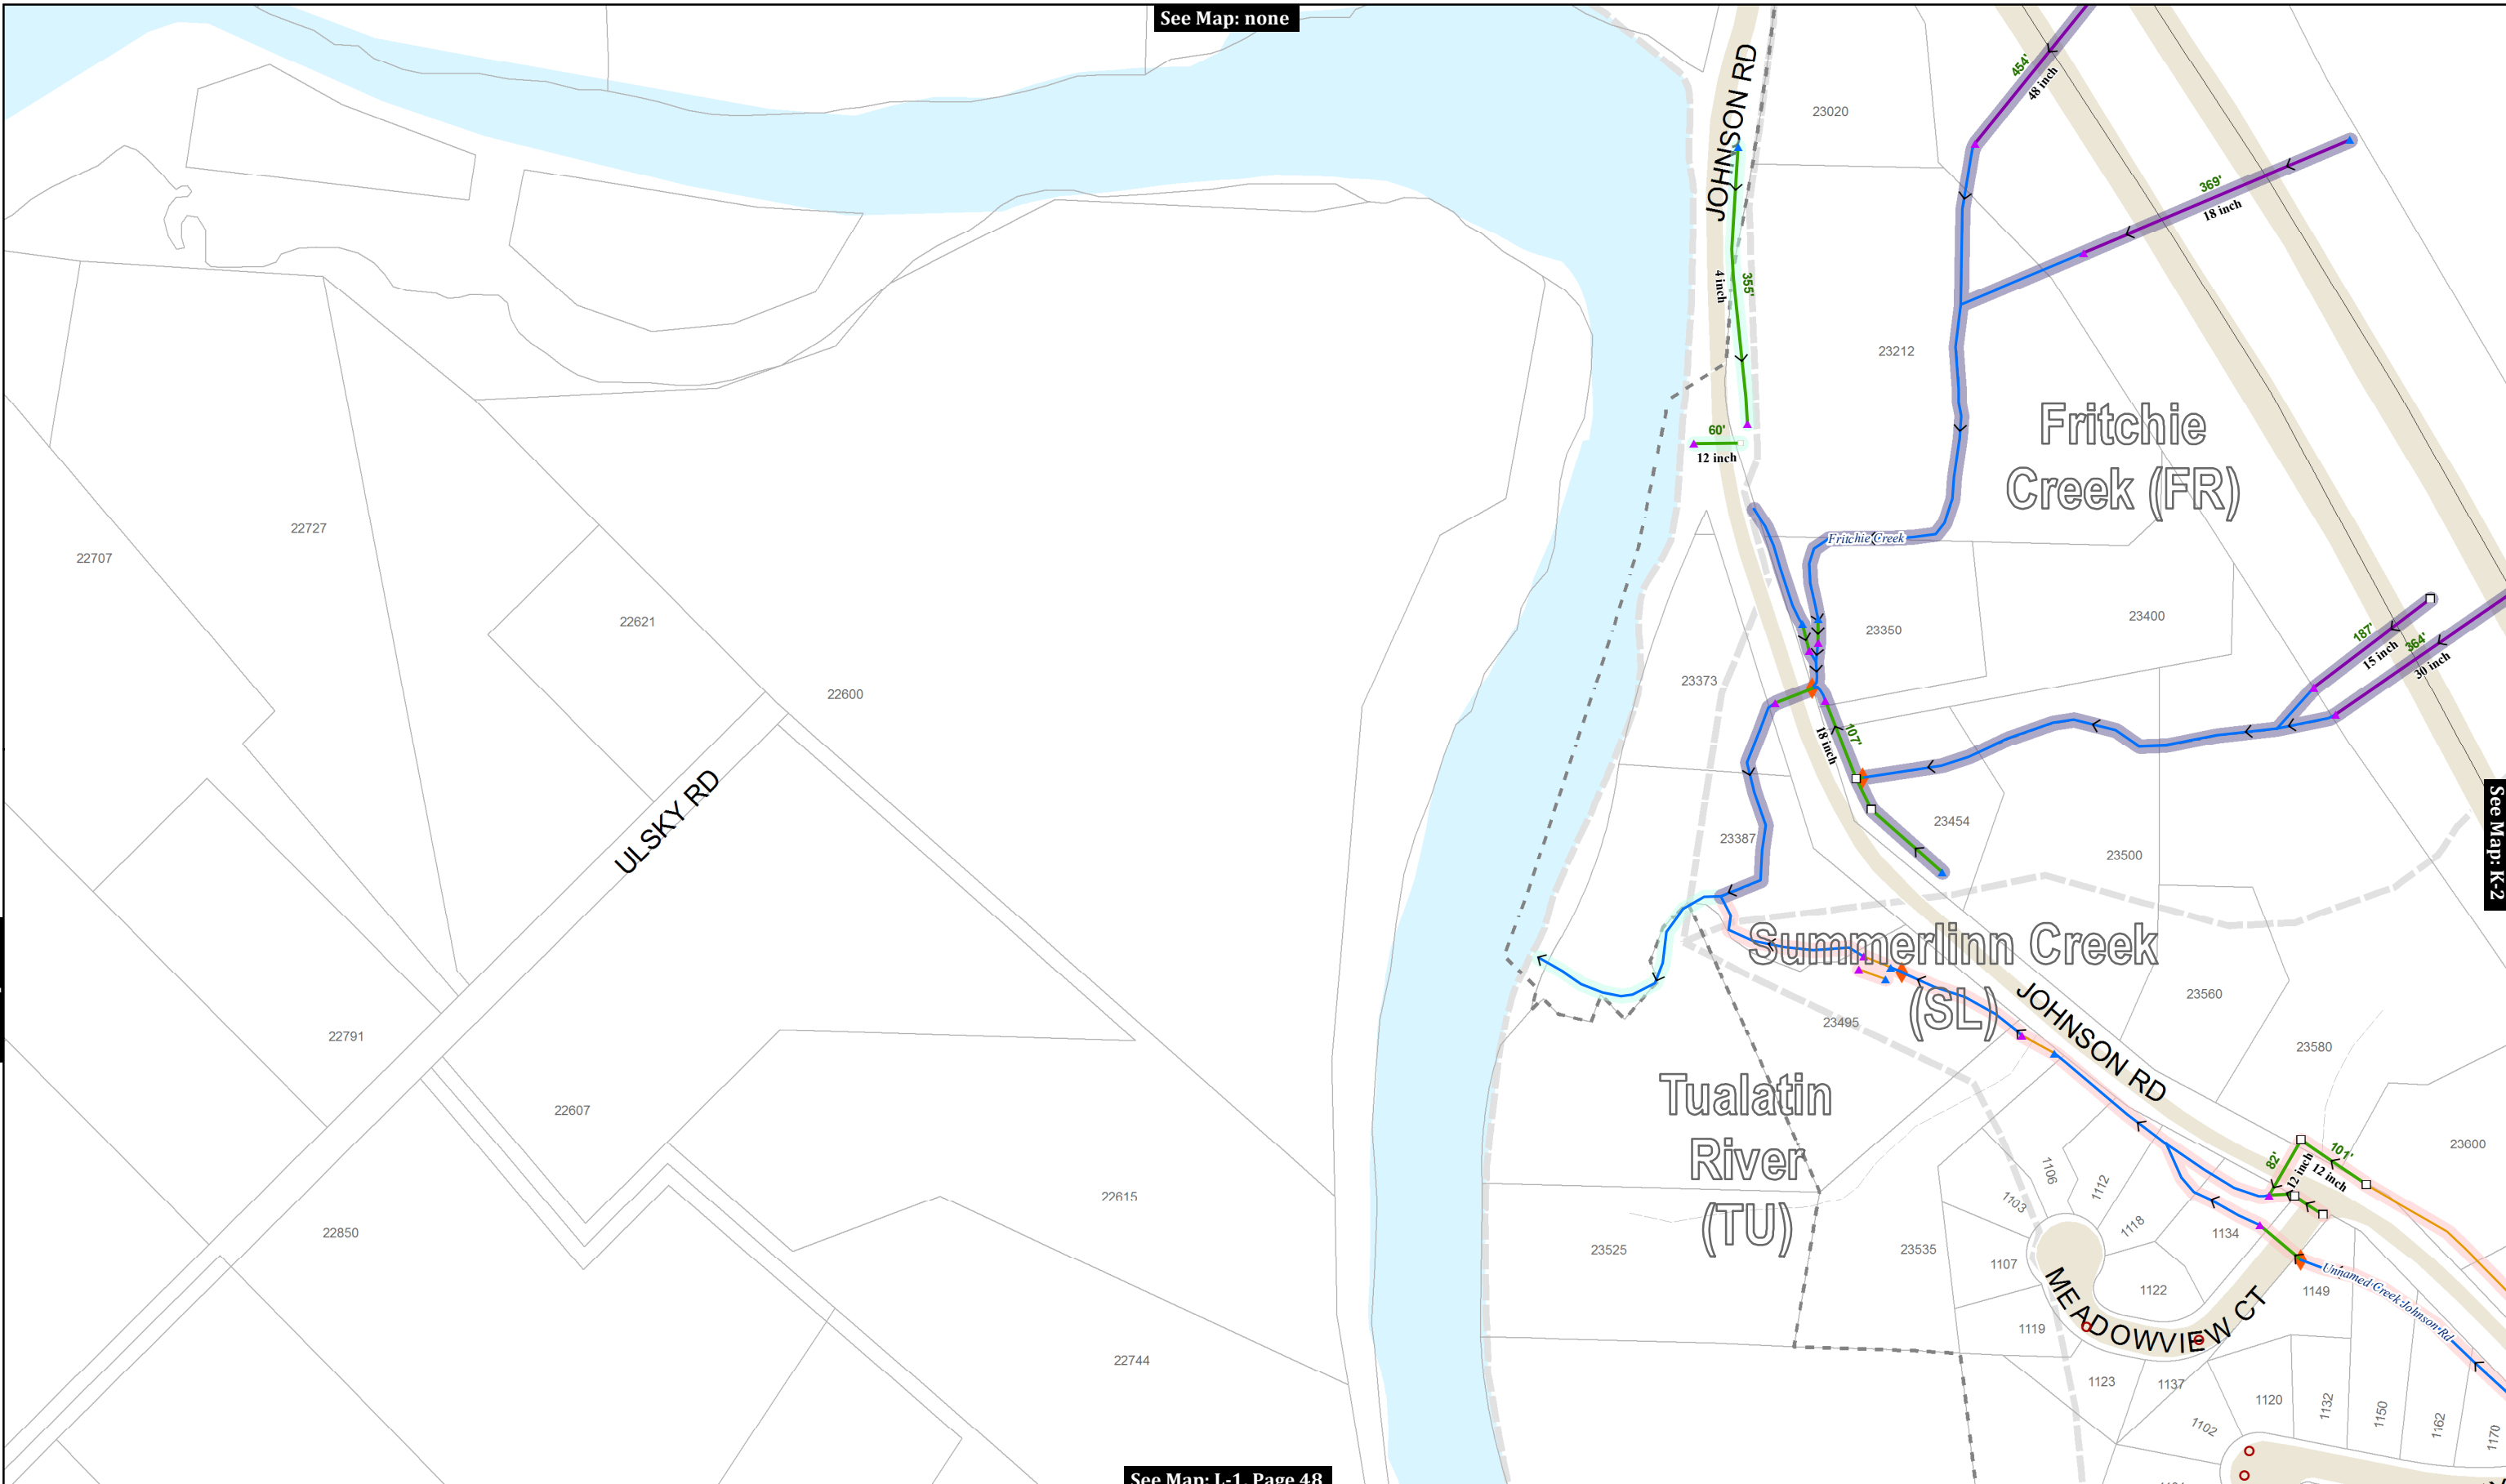 See Map: none
JOHNSON RD
23020
454'
48 inch
369'
18 inch
4 inch
355'
23212
60'
12 inch
Fritchie
Creek (FR)
Fritchie Creek
22707
22727
22621
22600
23373
23350
23400
187'
15 inch
364'
30 inch
107'
18 inch
See Map: K-2
ULSKY RD
23387
23454
23500
Summerlinn Creek
(SL)
23495
JOHNSON RD
23560
23580
22791
22607
22615
22850
22744
Tualatin
River
(TU)
23525
23535
1106
1103
1112
1118
1134
82'
12 inch
101'
12 inch
23600
1107
1122
1149
Unnamed Creek-Johnson Rd
MEADOWVIEW CT
1119
1123
1137
1120
1132
1150
1162
1170
1102
See Map: L-1, Page 48